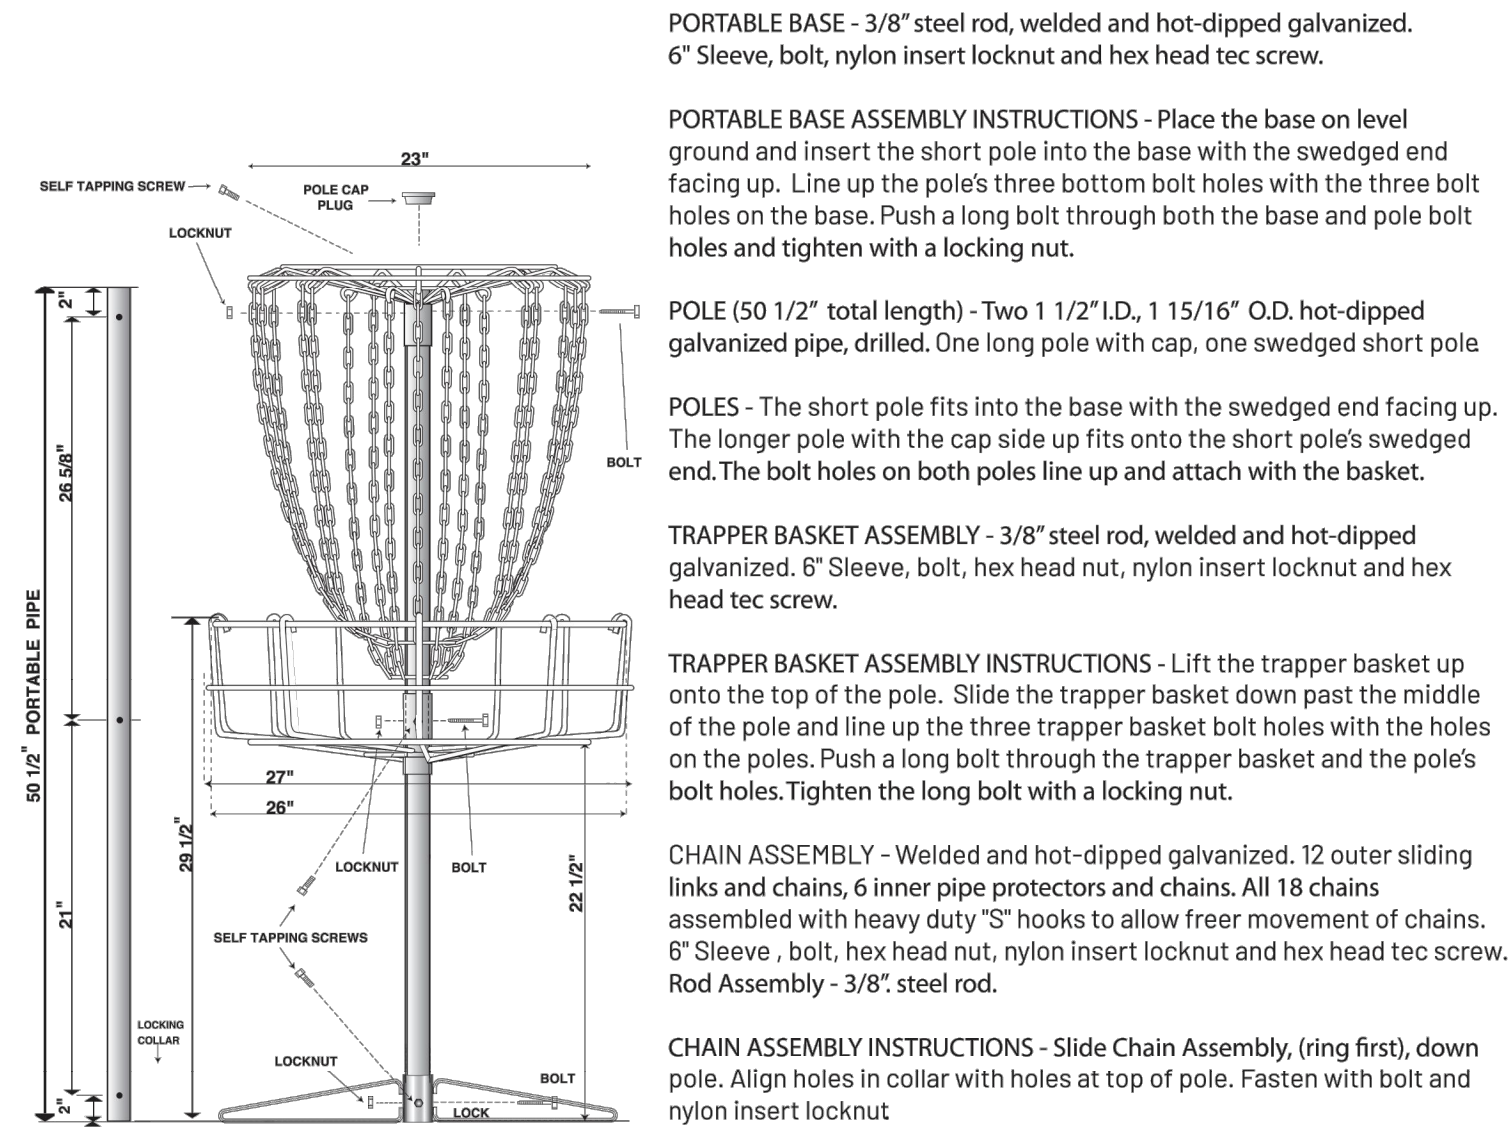 PORTABLE BASE - 3/8” steel rod, welded and hot-dipped galvanized.
6" Sleeve, bolt, nylon insert locknut and hex head tec screw.
PORTABLE BASE ASSEMBLY INSTRUCTIONS - Place the base on level
ground and insert the short pole into the base with the swedged end
facing up. Line up the pole’s three bottom bolt holes with the three bolt
holes on the base. Push a long bolt through both the base and pole bolt
holes and tighten with a locking nut.
POLE (50 1/2” total length) - Two 1 1/2” I.D., 1 15/16” O.D. hot-dipped
galvanized pipe, drilled. One long pole with cap, one swedged short pole.
POLES - The short pole fits into the base with the swedged end facing up.
The longer pole with the cap side up fits onto the short pole’s swedged
end. The bolt holes on both poles line up and attach with the basket.
TRAPPER BASKET ASSEMBLY - 3/8” steel rod, welded and hot-dipped
galvanized. 6" Sleeve, bolt, hex head nut, nylon insert locknut and hex
head tec screw.
TRAPPER BASKET ASSEMBLY INSTRUCTIONS - Lift the trapper basket up
onto the top of the pole. Slide the trapper basket down past the middle
of the pole and line up the three trapper basket bolt holes with the holes
on the poles. Push a long bolt through the trapper basket and the pole’s
bolt holes. Tighten the long bolt with a locking nut.
CHAIN ASSEMBLY - Welded and hot-dipped galvanized. 12 outer sliding
links and chains, 6 inner pipe protectors and chains. All 18 chains
assembled with heavy duty "S" hooks to allow freer movement of chains.
6" Sleeve , bolt, hex head nut, nylon insert locknut and hex head tec screw.
Rod Assembly - 3/8”. steel rod.
CHAIN ASSEMBLY INSTRUCTIONS - Slide Chain Assembly, (ring first), down
pole. Align holes in collar with holes at top of pole. Fasten with bolt and
nylon insert locknut.
23"
SELF TAPPING SCREW
POLE CAP
PLUG
LOCKNUT
2"
26 5/8"
BOLT
50 1/2" PORTABLE PIPE
27"
26"
29 1/2"
LOCKNUT
BOLT
22 1/2"
21"
SELF TAPPING SCREWS
LOCKING
COLLAR
LOCKNUT
BOLT
2"
LOCK